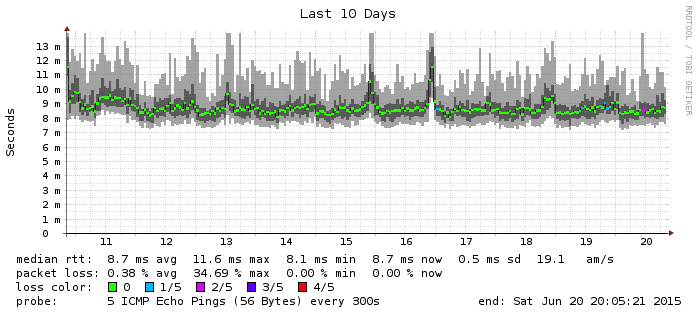 Last 10 Days
RRDTOOL / TOBI OETIKER
Seconds
13 m
12 m
11 m
10 m
9 m
8 m
7 m
6 m
5 m
4 m
3 m
2 m
1 m
0
11 12 13 14 15 16 17 18 19 20
median rtt: 8.7 ms avg 11.6 ms max 8.1 ms min 8.7 ms now 0.5 ms sd 19.1 am/s
packet loss: 0.38 % avg 34.69 % max 0.00 % min 0.00 % now
loss color: 0 1/5 2/5 3/5 4/5
probe: 5 ICMP Echo Pings (56 Bytes) every 300s end: Sat Jun 20 20:05:21 2015